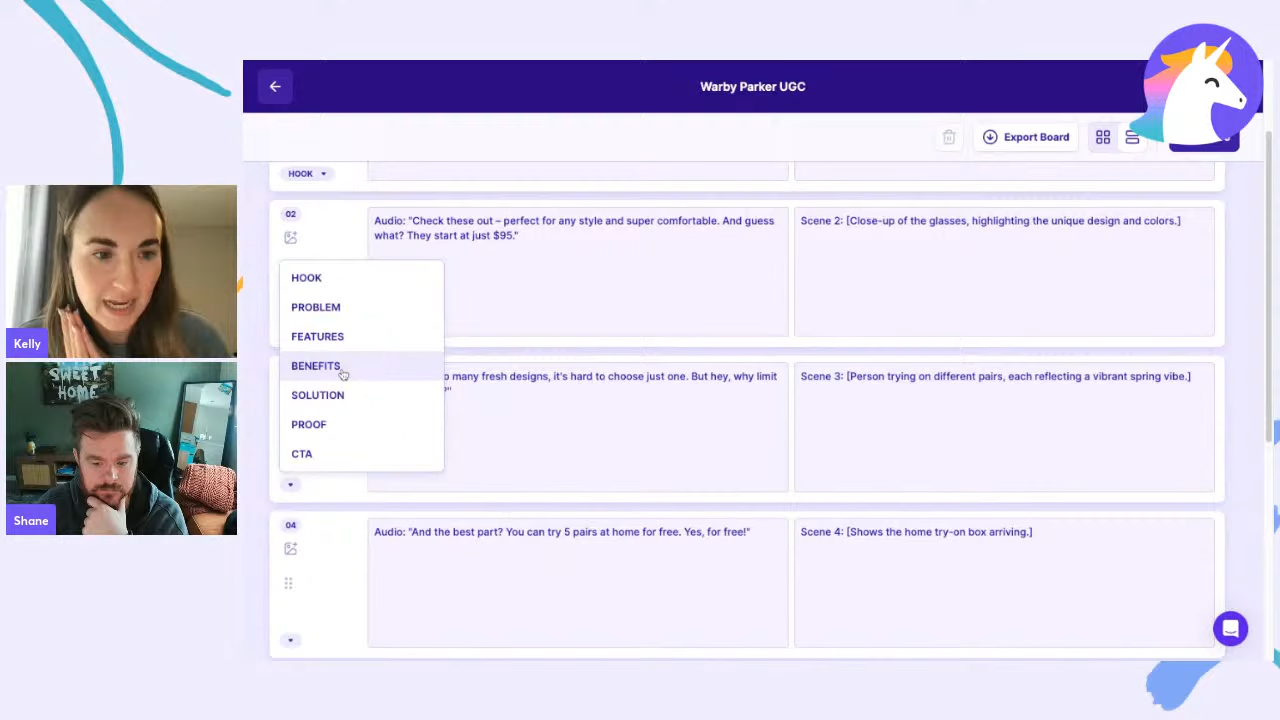 Warby Parker UGC
Export Board
HOOK
02
Audio: "Check these out – perfect for any style and super comfortable. And guess
what? They start at just $95."
Scene 2: [Close-up of the glasses, highlighting the unique design and colors.]
HOOK
PROBLEM
FEATURES
BENEFITS
SOLUTION
PROOF
CTA
many fresh designs, it's hard to choose just one. But hey, why limit
?"
Scene 3: [Person trying on different pairs, each reflecting a vibrant spring vibe.]
04
Audio: "And the best part? You can try 5 pairs at home for free. Yes, for free!"
Scene 4: [Shows the home try-on box arriving.]
Kelly
SWEET
HOME
Shane